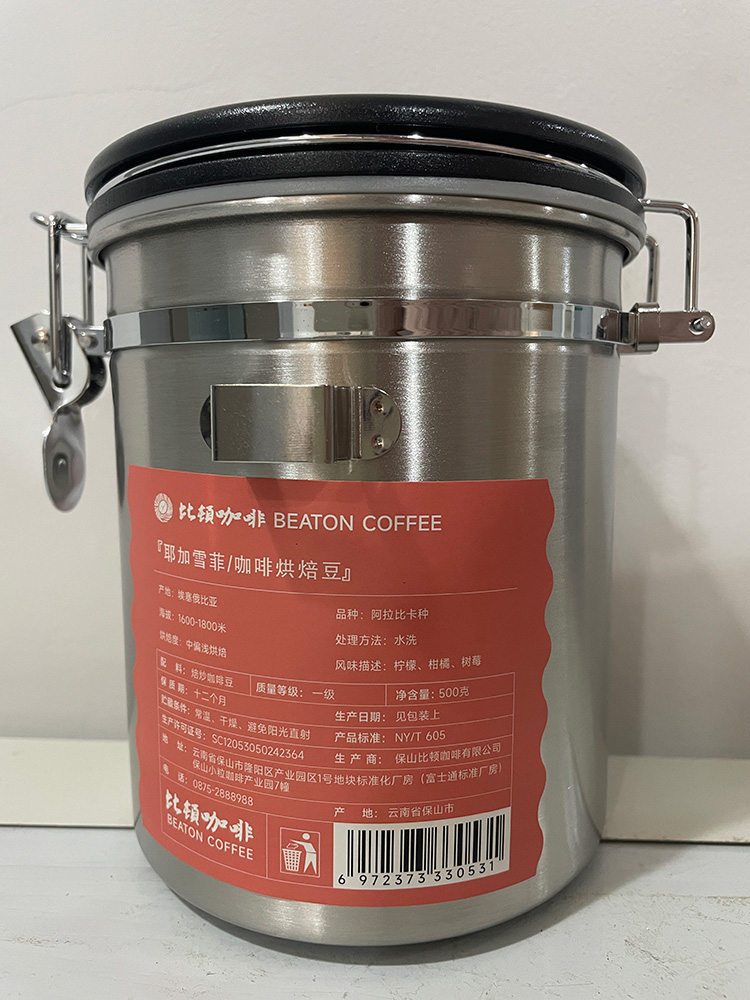 比顿咖啡 BEATON COFFEE
『耶加雪菲/咖啡烘焙豆』
产地: 埃塞俄比亚
品种: 阿拉比卡种
海拔: 1600-1800米
处理方法: 水洗
烘焙度: 中偏浅烘焙
风味描述: 柠檬、柑橘、树莓
配 料: 焙炒咖啡豆
质量等级: 一级
净含量: 500克
保 质 期: 十二个月
生产日期: 见包装上
贮藏条件: 常温、干燥、避免阳光直射
产品标准: NY/T 605
生产许可证号: SC12053050242364
生 产 商: 保山比顿咖啡有限公司
地 址: 云南省保山市隆阳区产业园区1号地块标准化厂房（富士通标准厂房）
保山小粒咖啡产业园7幢
电 话: 0875-2888988
产 地: 云南省保山市
比顿咖啡
BEATON COFFEE
6 972373 330531